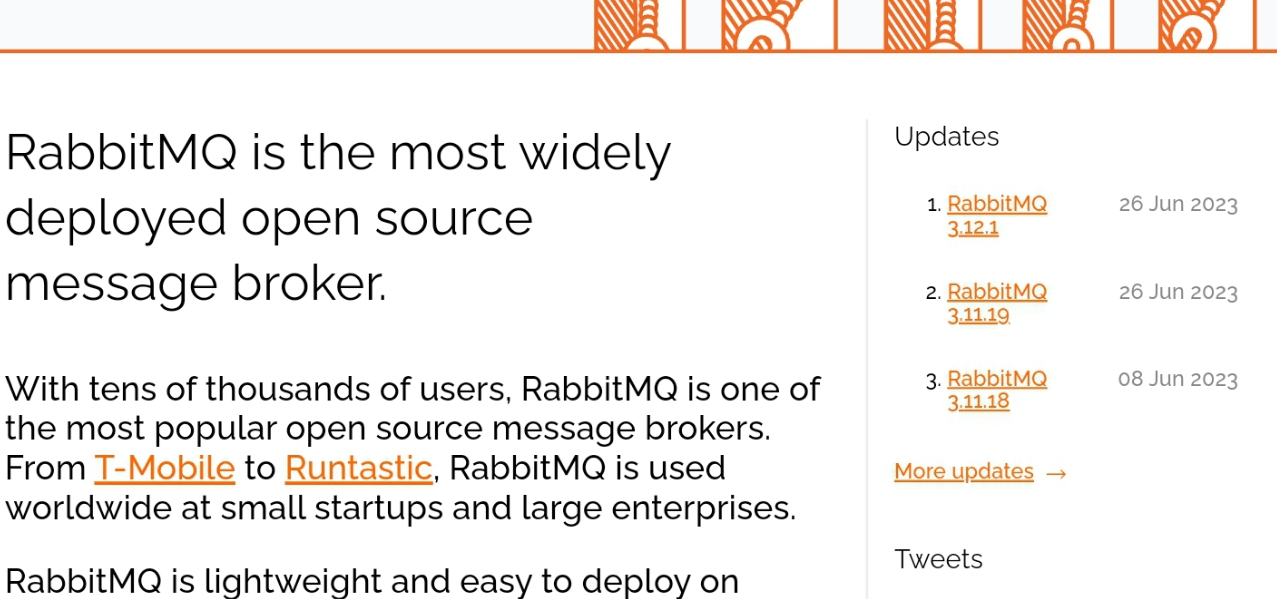 RabbitMQ is the most widely
deployed open source
message broker.
With tens of thousands of users, RabbitMQ is one of
the most popular open source message brokers.
From T-Mobile to Runtastic, RabbitMQ is used
worldwide at small startups and large enterprises.
RabbitMQ is lightweight and easy to deploy on
Updates
1. RabbitMQ 26 Jun 2023
3.12.1
2. RabbitMQ 26 Jun 2023
3.11.19
3. RabbitMQ 08 Jun 2023
3.11.18
More updates →
Tweets